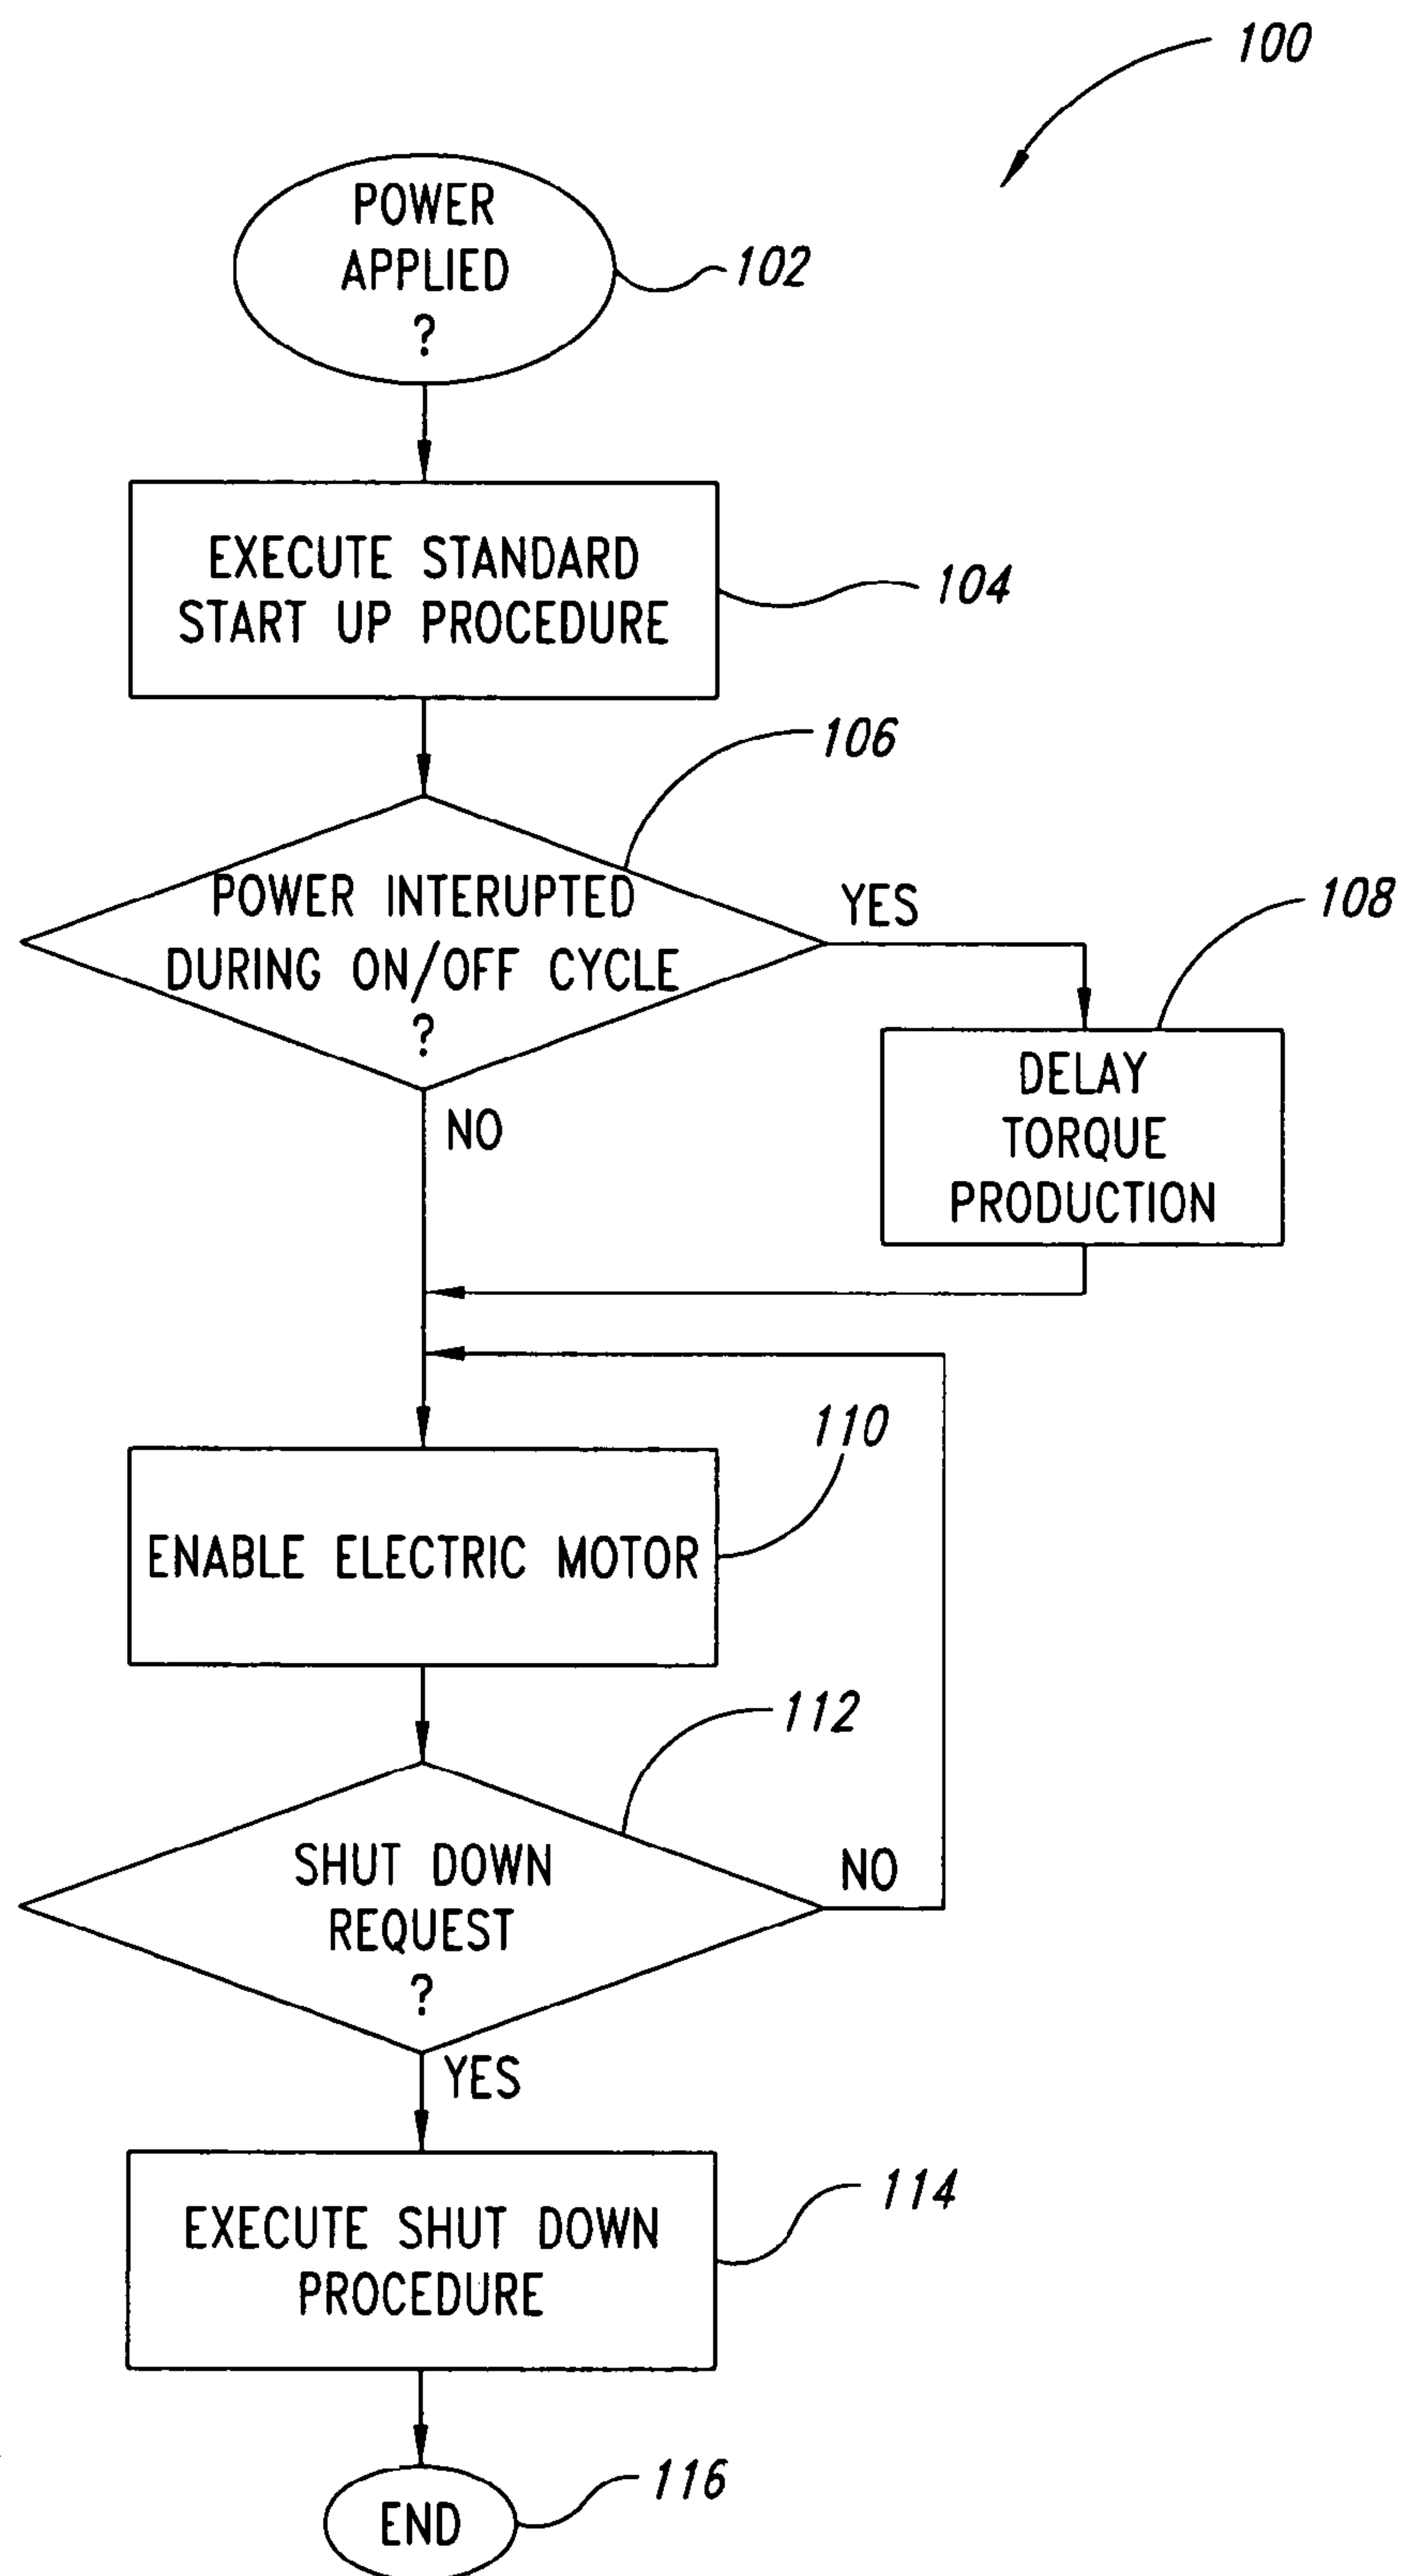 100
POWER
APPLIED
?
102
EXECUTE STANDARD
START UP PROCEDURE
104
106
POWER INTERUPTED
DURING ON/OFF CYCLE
?
YES
NO
108
DELAY
TORQUE
PRODUCTION
110
ENABLE ELECTRIC MOTOR
112
SHUT DOWN
REQUEST
?
NO
YES
EXECUTE SHUT DOWN
PROCEDURE
114
END
116